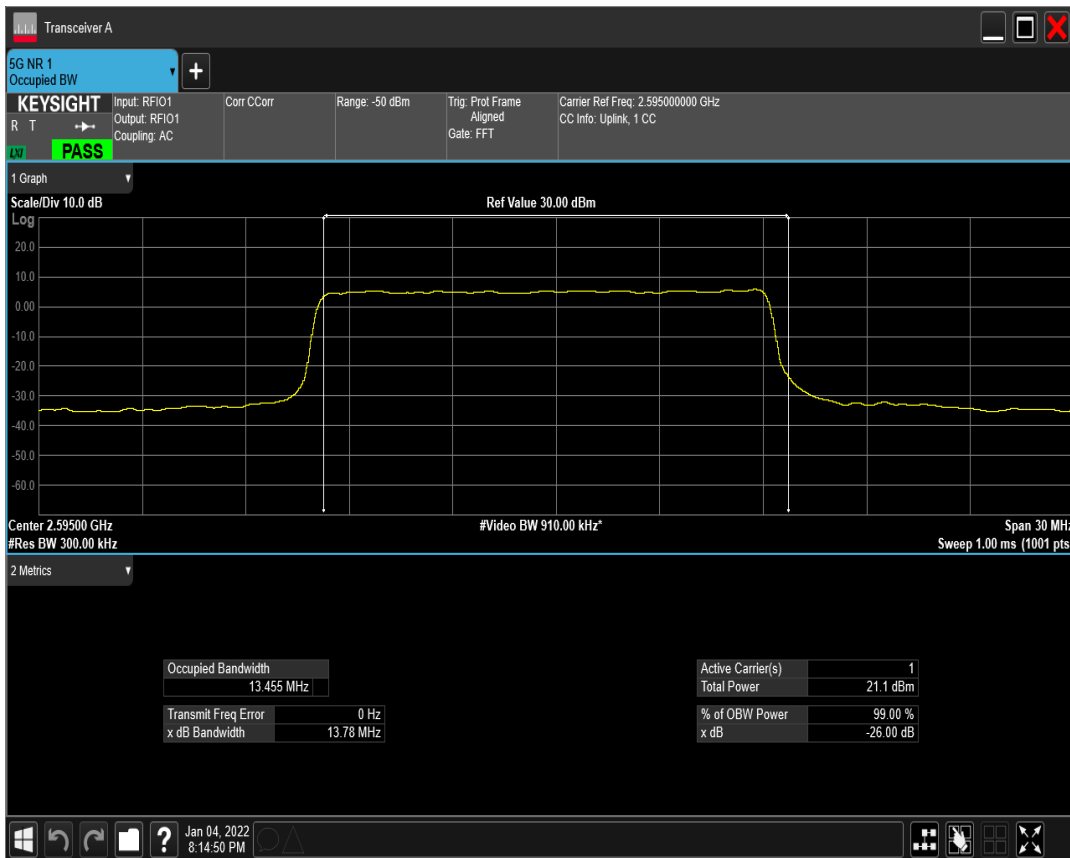 Transceiver A
5G NR 1
Occupied BW
KEYSIGHT
R T
LXI
PASS
Input: RFIO1
Output: RFIO1
Coupling: AC
Corr CCorr
Range: -50 dBm
Trig: Prot Frame
Aligned
Gate: FFT
Carrier Ref Freq: 2.595000000 GHz
CC Info: Uplink, 1 CC
1 Graph
Scale/Div 10.0 dB
Ref Value 30.00 dBm
Log
20.0
10.0
0.00
-10.0
-20.0
-30.0
-40.0
-50.0
-60.0
Center 2.59500 GHz
#Video BW 910.00 kHz*
Span 30 MHz
#Res BW 300.00 kHz
Sweep 1.00 ms (1001 pts
2 Metrics
Occupied Bandwidth
13.455 MHz
Transmit Freq Error 0 Hz
x dB Bandwidth 13.78 MHz
Active Carrier(s) 1
Total Power 21.1 dBm
% of OBW Power 99.00 %
x dB -26.00 dB
?
Jan 04, 2022
8:14:50 PM